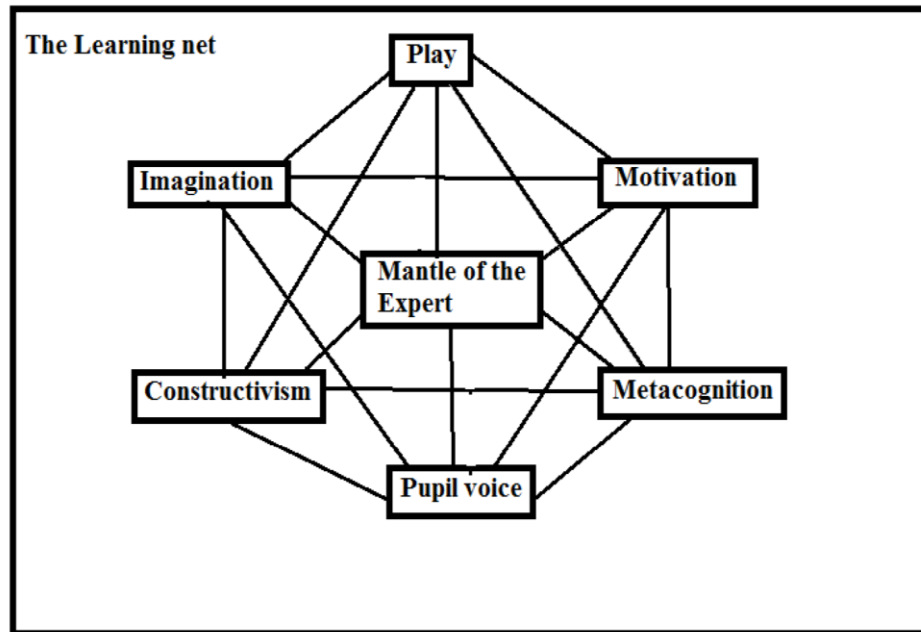 The Learning net
Play
Imagination
Motivation
Mantle of the
Expert
Constructivism
Metacognition
Pupil voice